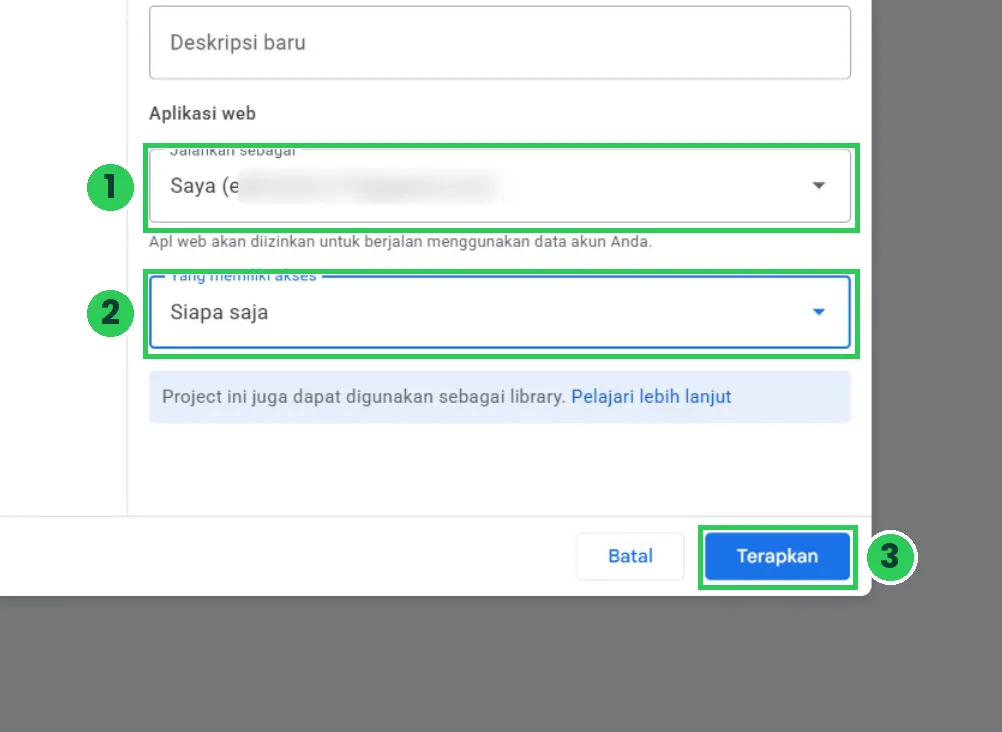 Deskripsi baru
Aplikasi web
Jalankan sebagai
1
Saya (e
Apl web akan diizinkan untuk berjalan menggunakan data akun Anda.
Yang memiliki akses
2
Siapa saja
Project ini juga dapat digunakan sebagai library. Pelajari lebih lanjut
Batal
Terapkan
3